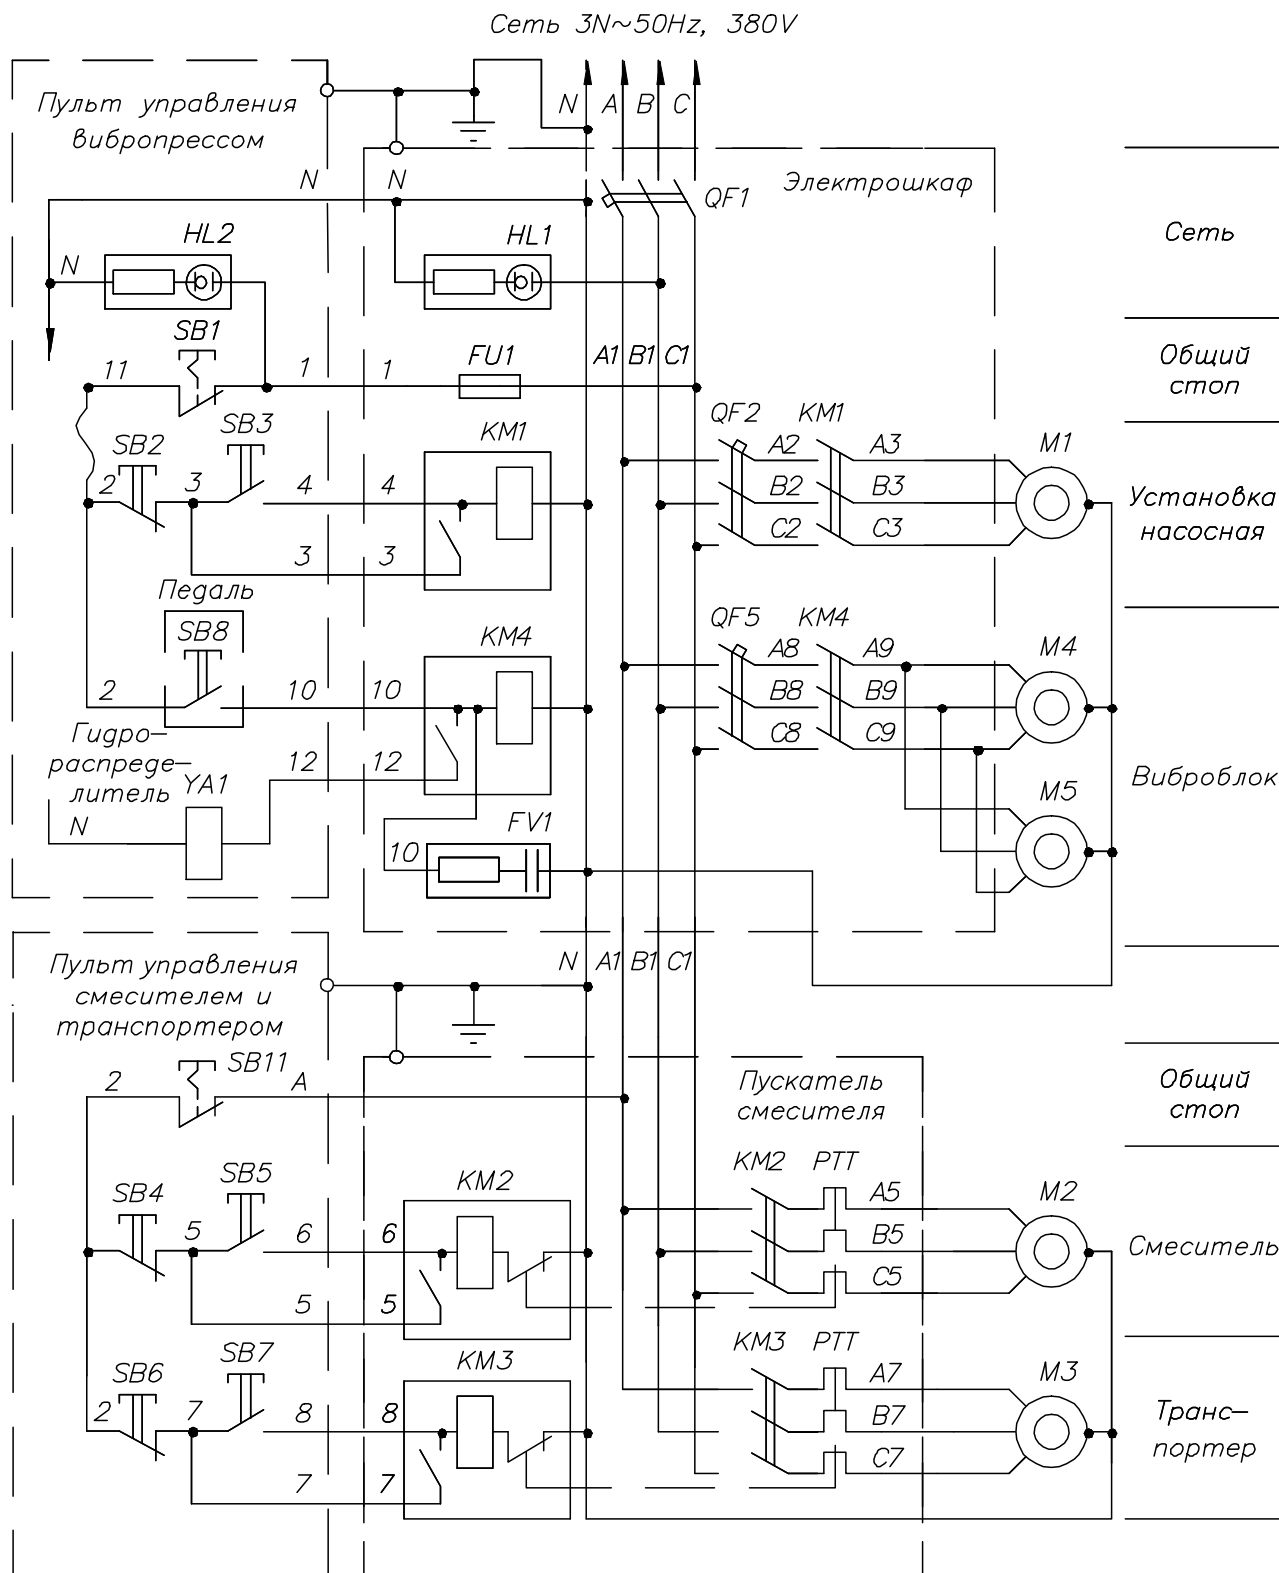 Сеть 3N~50Hz, 380V
Пульт управления
вибропрессом
N A B C
N N
Электрошкаф
QF1
Сеть
HL2 HL1
N
SB1
11 1 1 FU1 A1 B1 C1
Общий
стоп
SB2 SB3 KM1
QF2 KM1 M1
A2 A3
2 3 4 4
B2 B3
C2 C3
Установка
насосная
3 3
Педаль
SB8 KM4
QF5 KM4 M4
A8 A9
2 10 10
B8 B9
C8 C9
Гидро-
распреде-
литель
YA1
12 12
N
Виброблок
M5
FV1
10
Пульт управления
смесителем и
транспортером
N A1 B1 C1
2 SB11 A
Пускатель
смесителя
Общий
стоп
SB4 SB5 KM2
KM2 PTT M2
A5
5 6 6
B5
C5
Смеситель
5 5
SB6 SB7 KM3
KM3 PTT M3
A7
2 7 8 8
B7
C7
Транс-
портер
7 7